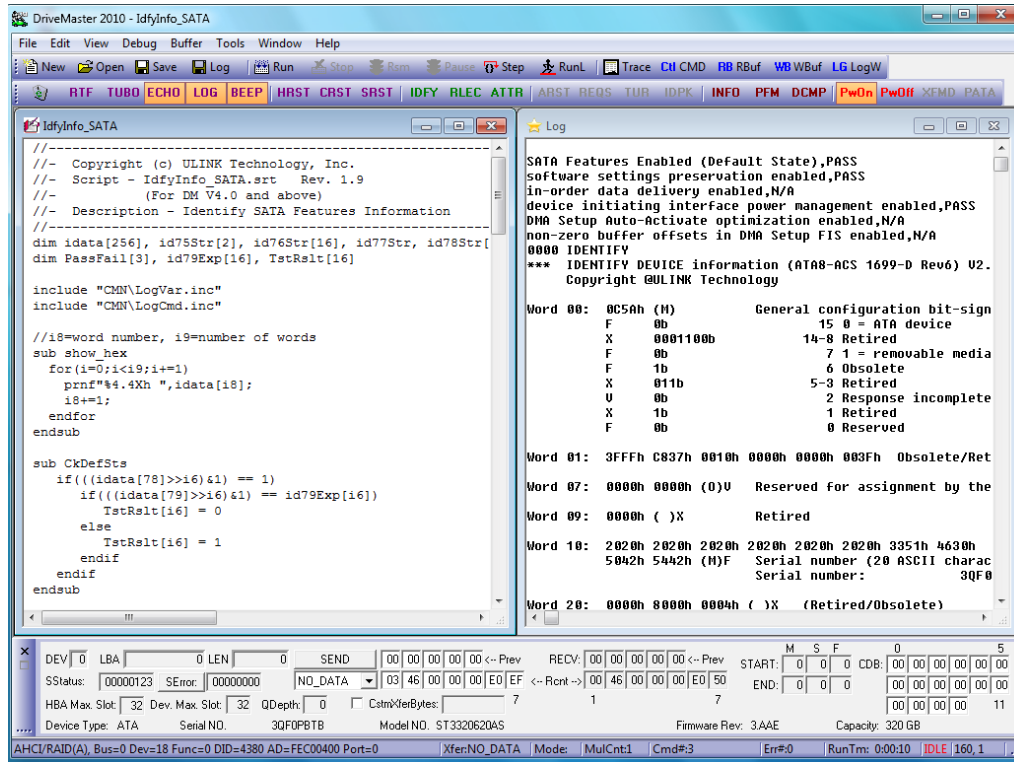 DriveMaster 2010 - IdfyInfo_SATA
File Edit View Debug Buffer Tools Window Help
New Open Save Log Run Stop Rsm Pause Step RunL Trace Ctl CMD RB RBuf WB WBuf LG LogW
RTF TUBO ECHO LOG BEEP HRST CRST SRST IDFY RLEC ATTR ARST REQS TUR IDPK INFO PFM DCMP PwOn PwOff XFMD PATA
IdfyInfo_SATA
//------------------------------------------------------
//- Copyright (c) ULINK Technology, Inc.
//- Script - IdfyInfo_SATA.srt Rev. 1.9
//- (For DM V4.0 and above)
//- Description - Identify SATA Features Information
//------------------------------------------------------
dim idata[256], id75Str[2], id76Str[16], id77Str, id78Str[
dim PassFail[3], id79Exp[16], TstRslt[16]
include "CMN\LogVar.inc"
include "CMN\LogCmd.inc"
//i8=word number, i9=number of words
sub show_hex
for(i=0;i<i9;i+=1)
prnf"%4.4Xh ",idata[i8];
i8+=1;
endfor
endsub
sub CkDefSts
if(((idata[78]>>i6)&1) == 1)
if(((idata[79]>>i6)&1) == id79Exp[i6])
TstRslt[i6] = 0
else
TstRslt[i6] = 1
endif
endif
endsub
Log
SATA Features Enabled (Default State),PASS
software settings preservation enabled,PASS
in-order data delivery enabled,N/A
device initiating interface power management enabled,PASS
DMA Setup Auto-Activate optimization enabled,N/A
non-zero buffer offsets in DMA Setup FIS enabled,N/A
0000 IDENTIFY
*** IDENTIFY DEVICE information (ATA8-ACS 1699-D Rev6) V2.
Copyright @ULINK Technology
Word 00: 0C5Ah (M) General configuration bit-sign
F 0b 15 0 = ATA device
X 0001100b 14-8 Retired
F 0b 7 1 = removable media
F 1b 6 Obsolete
X 011b 5-3 Retired
V 0b 2 Response incomplete
X 1b 1 Retired
F 0b 0 Reserved
Word 01: 3FFFh C837h 0010h 0000h 0000h 003Fh Obsolete/Ret
Word 07: 0000h 0000h (O)V Reserved for assignment by the
Word 09: 0000h ( )X Retired
Word 10: 2020h 2020h 2020h 2020h 2020h 2020h 3351h 4630h
5042h 5442h (M)F Serial number (20 ASCII charac
Serial number: 3QF0
Word 20: 0000h 8000h 0004h ( )X (Retired/Obsolete)
DEV 0 LBA 0 LEN 0 SEND 00 00 00 00 00 <-- Prev RECV: 00 00 00 00 00 <-- Prev
M S F 0 5
START: 0 0 0 CDB: 00 00 00 00 00 00
SStatus: 00000123 SError: 00000000 NO_DATA 03 46 00 00 00 E0 EF <-- Rcnt --> 00 46 00 00 00 E0 50 END: 0 0 0 00 00 00 00 00 00
HBA Max. Slot: 32 Dev. Max. Slot: 32 QDepth: 0 CstmXferBytes: 7 1 7 00 00 00 00 11
Device Type: ATA Serial NO. 3QF0PBTB Model NO. ST3320620AS Firmware Rev: 3.AAE Capacity: 320 GB
AHCI/RAID(A), Bus=0 Dev=18 Func=0 DID=4380 AD=FEC00400 Port=0 Xfer:NO_DATA Mode: MulCnt:1 Cmd#:3 Err#:0 RunTm: 0:00:10 IDLE 160, 1